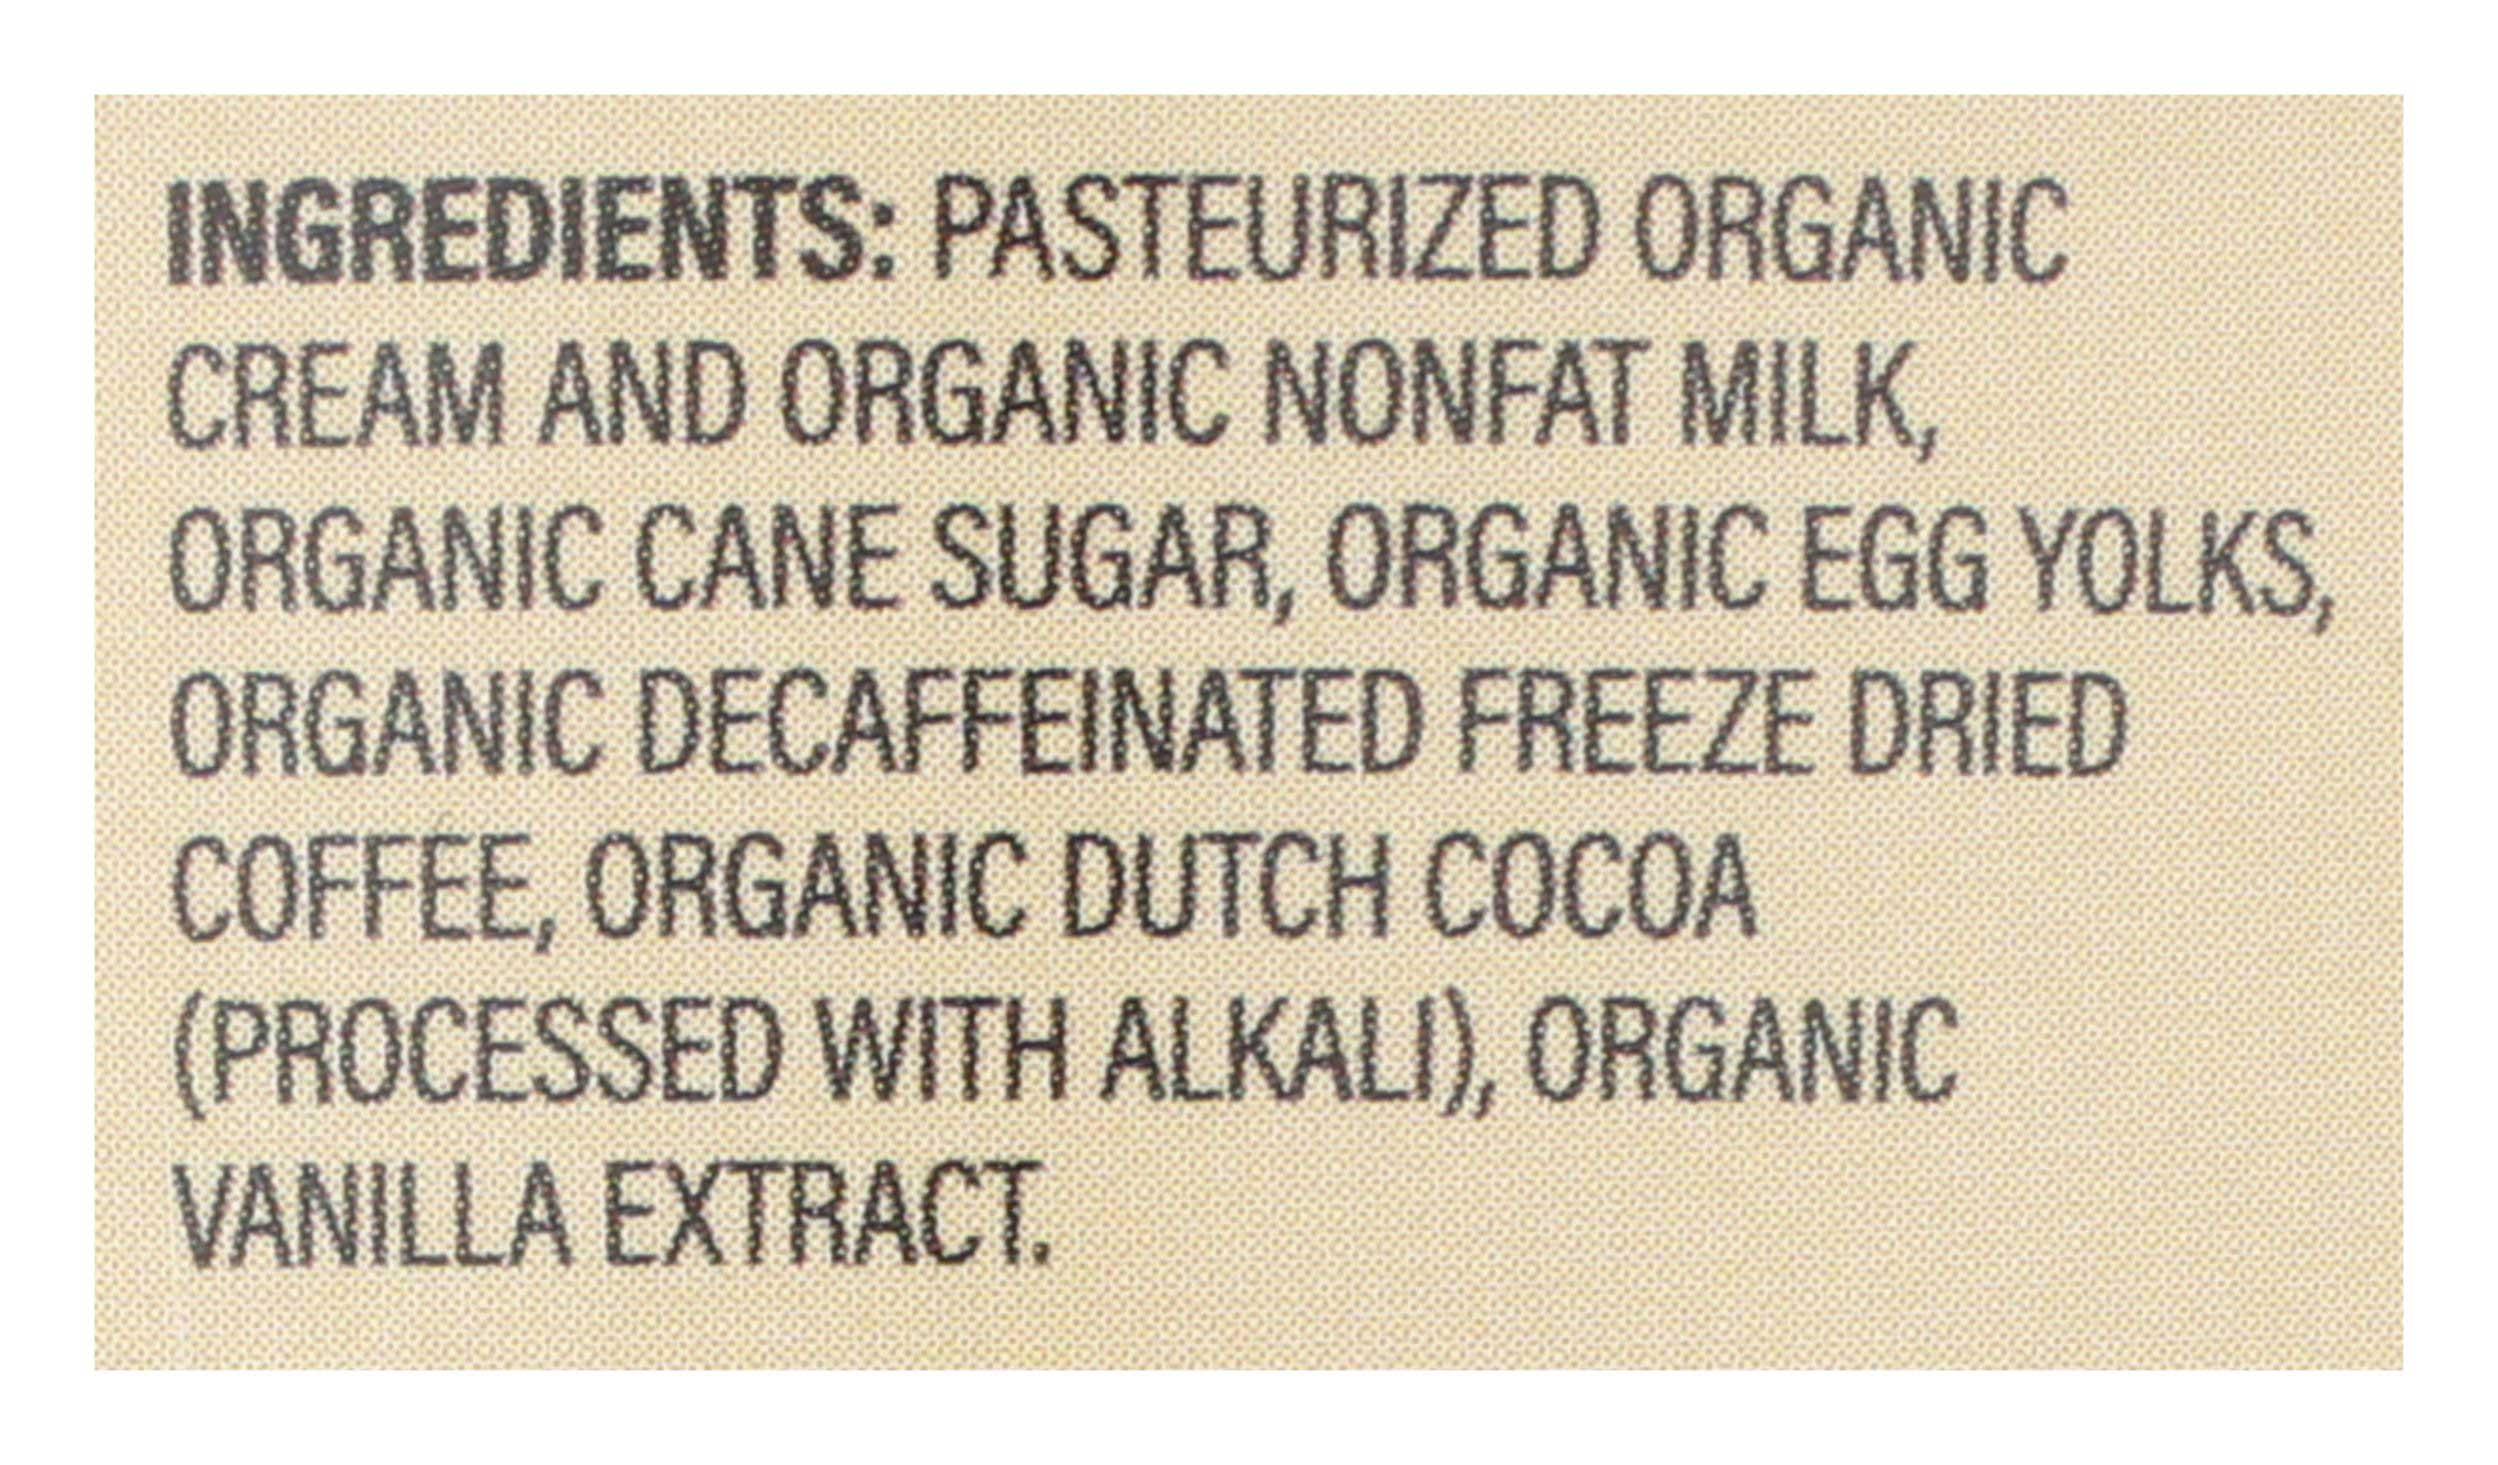 INGREDIENTS: PASTEURIZED ORGANIC
CREAM AND ORGANIC NONFAT MILK,
ORGANIC CANE SUGAR, ORGANIC EGG YOLKS,
ORGANIC DECAFFEINATED FREEZE DRIED
COFFEE, ORGANIC DUTCH COCOA
(PROCESSED WITH ALKALI), ORGANIC
VANILLA EXTRACT.